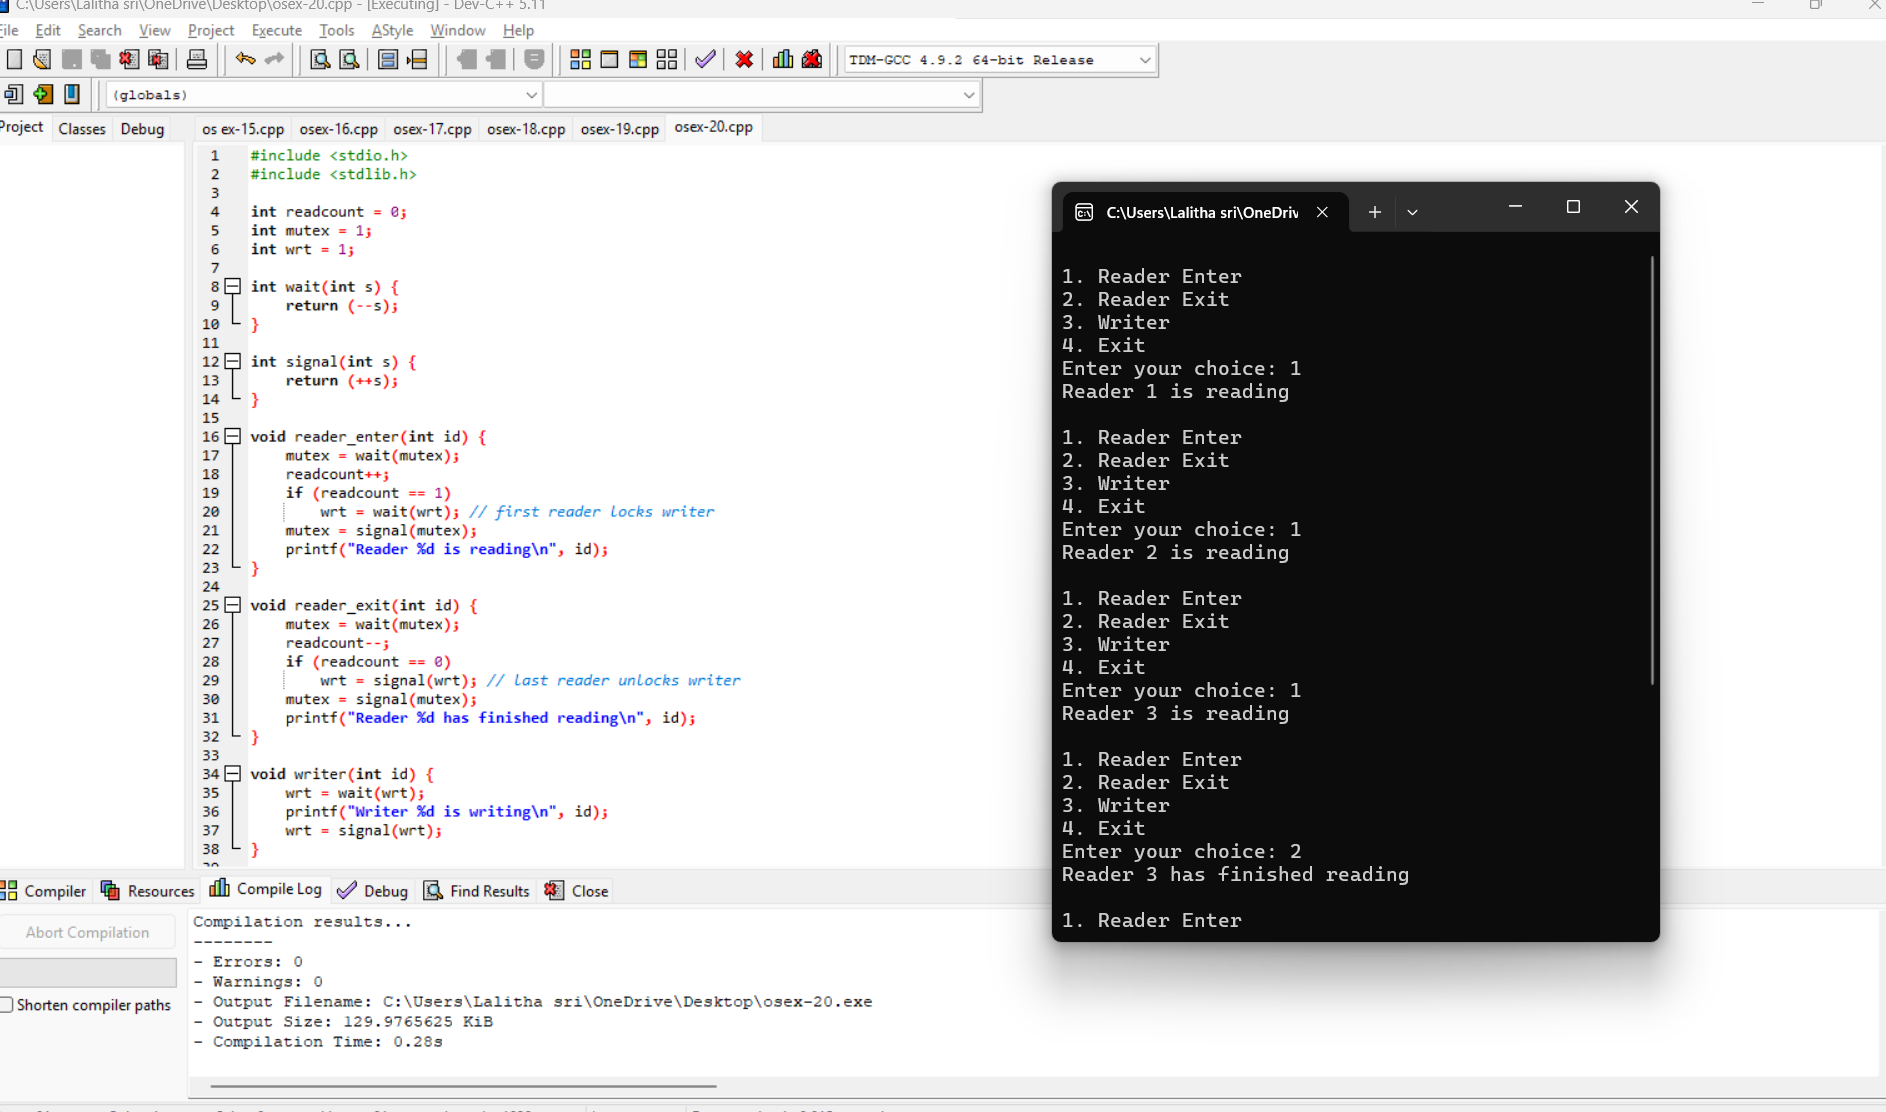 C:\Users\Lalitha sri\OneDrive\Desktop\osex-20.cpp - [Executing] - Dev-C++ 5.11
File Edit Search View Project Execute Tools AStyle Window Help
TDM-GCC 4.9.2 64-bit Release
(globals)
Project Classes Debug os ex-15.cpp osex-16.cpp osex-17.cpp osex-18.cpp osex-19.cpp osex-20.cpp
1 #include <stdio.h>
2 #include <stdlib.h>
3
4 int readcount = 0;
5 int mutex = 1;
6 int wrt = 1;
7
8 int wait(int s) {
9 return (--s);
10 }
11
12 int signal(int s) {
13 return (++s);
14 }
15
16 void reader_enter(int id) {
17 mutex = wait(mutex);
18 readcount++;
19 if (readcount == 1)
20 wrt = wait(wrt); // first reader locks writer
21 mutex = signal(mutex);
22 printf("Reader %d is reading\n", id);
23 }
24
25 void reader_exit(int id) {
26 mutex = wait(mutex);
27 readcount--;
28 if (readcount == 0)
29 wrt = signal(wrt); // last reader unlocks writer
30 mutex = signal(mutex);
31 printf("Reader %d has finished reading\n", id);
32 }
33
34 void writer(int id) {
35 wrt = wait(wrt);
36 printf("Writer %d is writing\n", id);
37 wrt = signal(wrt);
38 }
39
C:\Users\Lalitha sri\OneDriv
1. Reader Enter
2. Reader Exit
3. Writer
4. Exit
Enter your choice: 1
Reader 1 is reading
1. Reader Enter
2. Reader Exit
3. Writer
4. Exit
Enter your choice: 1
Reader 2 is reading
1. Reader Enter
2. Reader Exit
3. Writer
4. Exit
Enter your choice: 1
Reader 3 is reading
1. Reader Enter
2. Reader Exit
3. Writer
4. Exit
Enter your choice: 2
Reader 3 has finished reading
1. Reader Enter
Compiler Resources Compile Log Debug Find Results Close
Abort Compilation
Shorten compiler paths
Compilation results...
--------
- Errors: 0
- Warnings: 0
- Output Filename: C:\Users\Lalitha sri\OneDrive\Desktop\osex-20.exe
- Output Size: 129.9765625 KiB
- Compilation Time: 0.28s